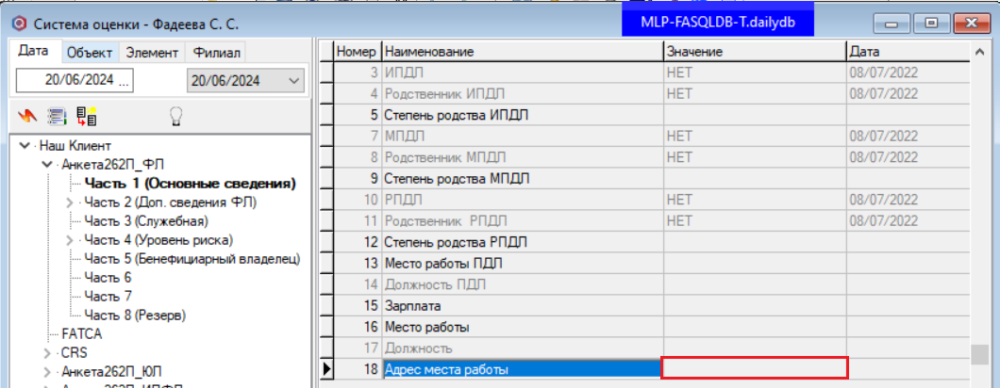 Система оценки - Фадеева С. С.
MLP-FASQLDB-T.dailydb
Дата Объект Элемент Филиал
20/06/2024 ... 20/06/2024
Наш Клиент
Анкета262П_ФЛ
Часть 1 (Основные сведения)
Часть 2 (Доп. сведения ФЛ)
Часть 3 (Служебная)
Часть 4 (Уровень риска)
Часть 5 (Бенефициарный владелец)
Часть 6
Часть 7
Часть 8 (Резерв)
FATCA
CRS
Анкета262П_ЮЛ
Номер Наименование Значение Дата
3 ИПДЛ НЕТ 08/07/2022
4 Родственник ИПДЛ НЕТ 08/07/2022
5 Степень родства ИПДЛ
7 МПДЛ НЕТ 08/07/2022
8 Родственник МПДЛ НЕТ 08/07/2022
9 Степень родства МПДЛ
10 РПДЛ НЕТ 08/07/2022
11 Родственник РПДЛ НЕТ 08/07/2022
12 Степень родства РПДЛ
13 Место работы ПДЛ
14 Должность ПДЛ
15 Зарплата
16 Место работы
17 Должность
18 Адрес места работы